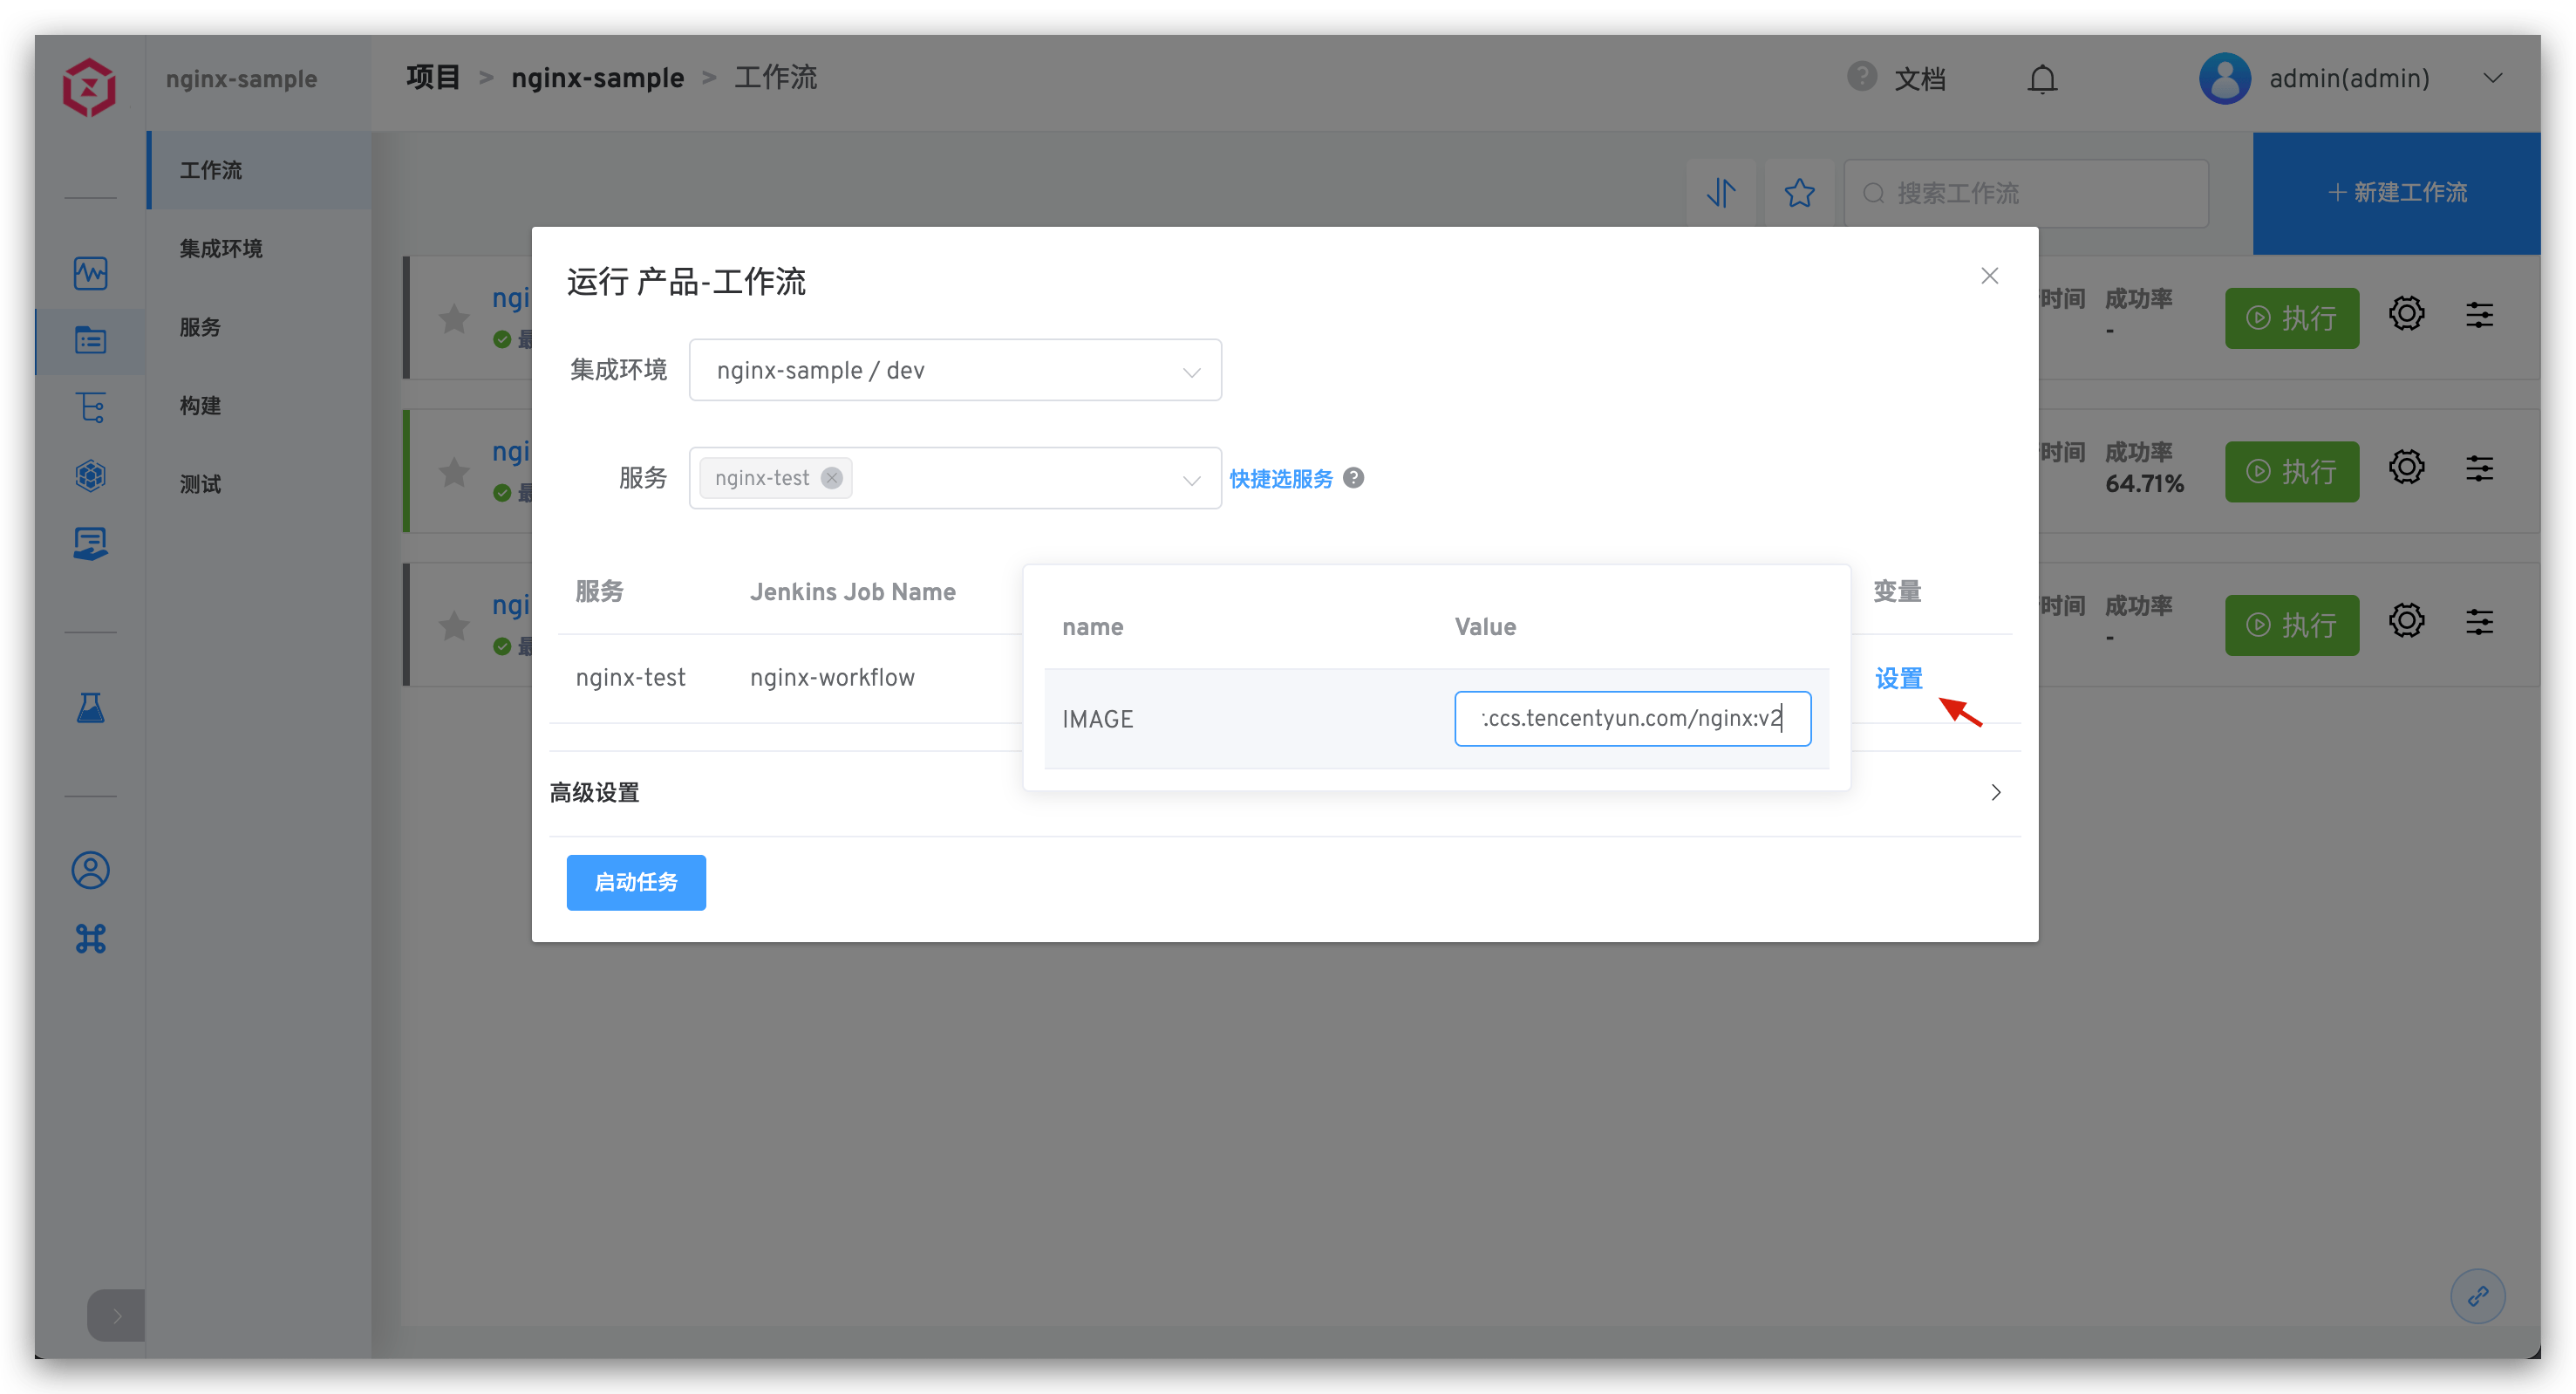 nginx-sample
项目 > nginx-sample > 工作流
文档
admin(admin)
工作流
集成环境
服务
构建
测试
搜索工作流
+ 新建工作流
运行 产品-工作流
集成环境
nginx-sample / dev
服务
nginx-test
快捷选服务
服务 Jenkins Job Name 变量
nginx-test nginx-workflow 设置
name Value
IMAGE .ccs.tencentyun.com/nginx:v2
高级设置
启动任务
ngi
时间 成功率
-
执行
ngi
时间 成功率
64.71%
执行
ngi
时间 成功率
-
执行